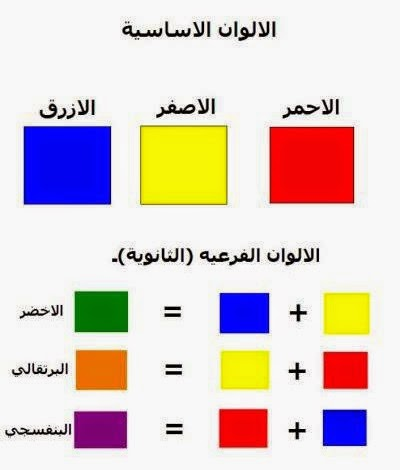 الالوان الاساسية
الاحمر الاصفر الازرق
الالوان الفرعيه (الثانوية)ـ
+ = الاخضر
+ = البرتقالي
+ = البنفسجي